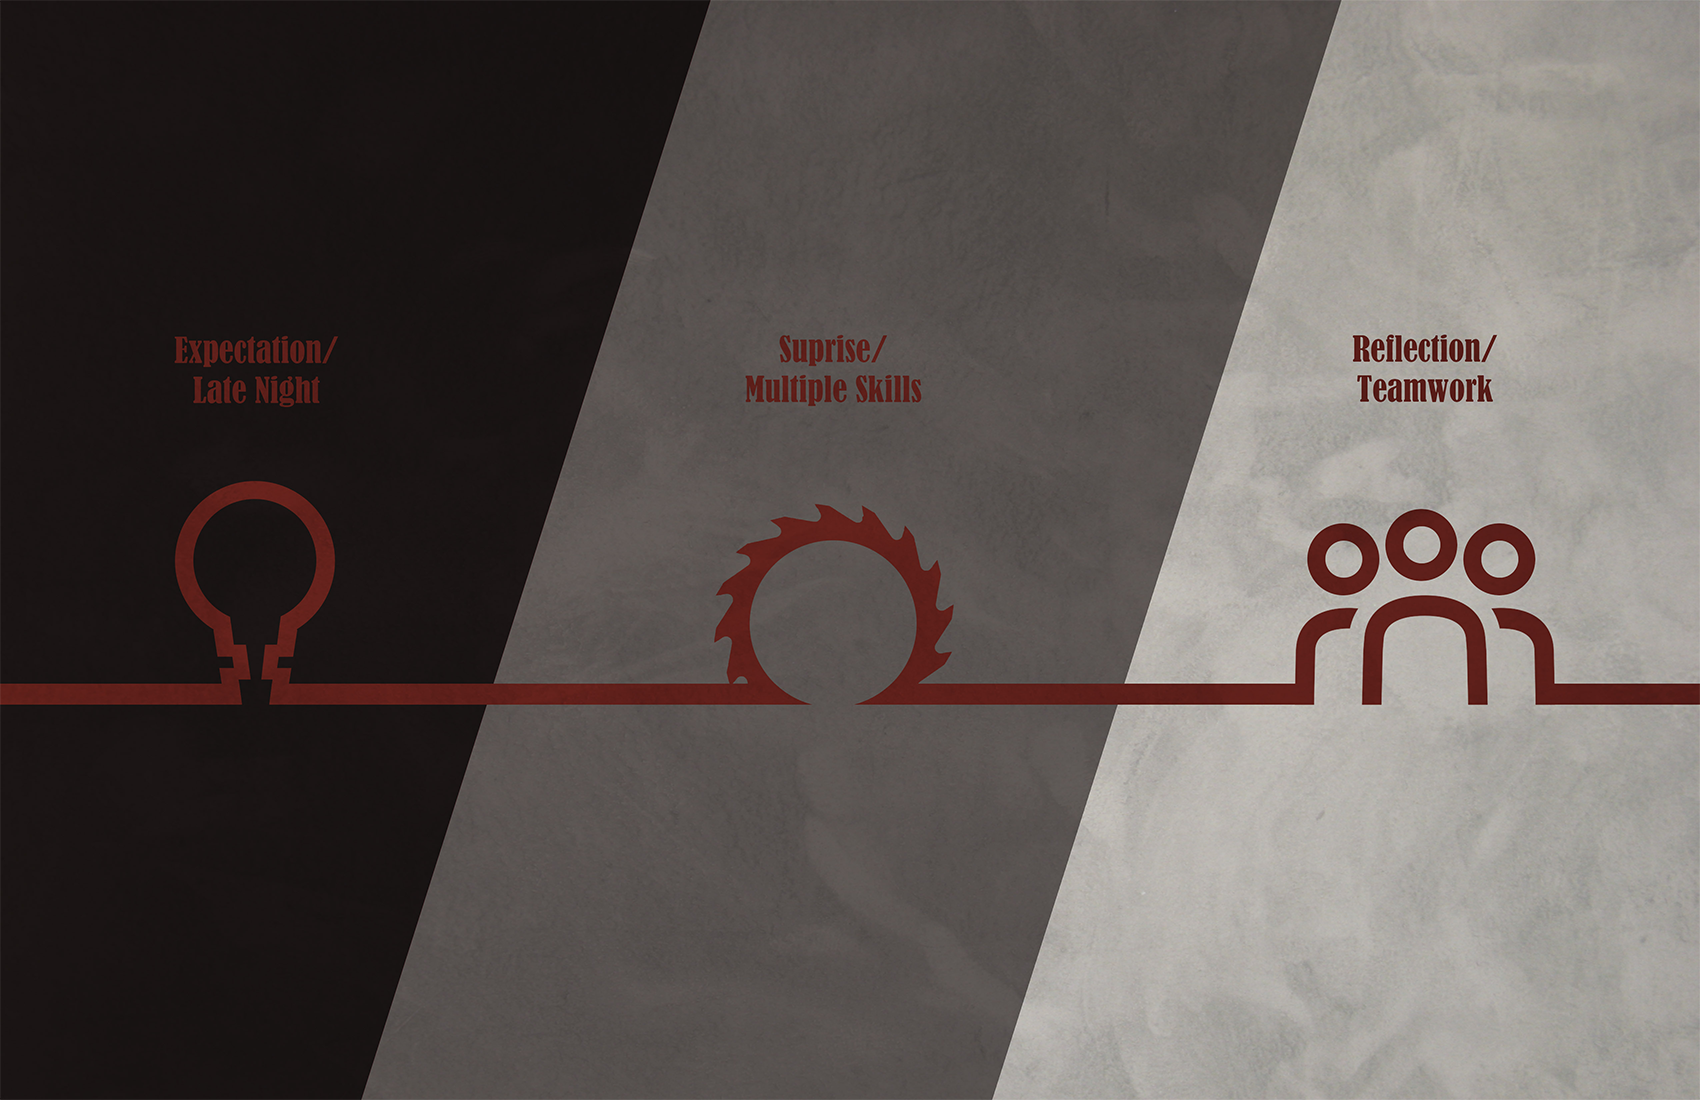 Expectation/
Late Night
Suprise/
Multiple Skills
Reflection/
Teamwork